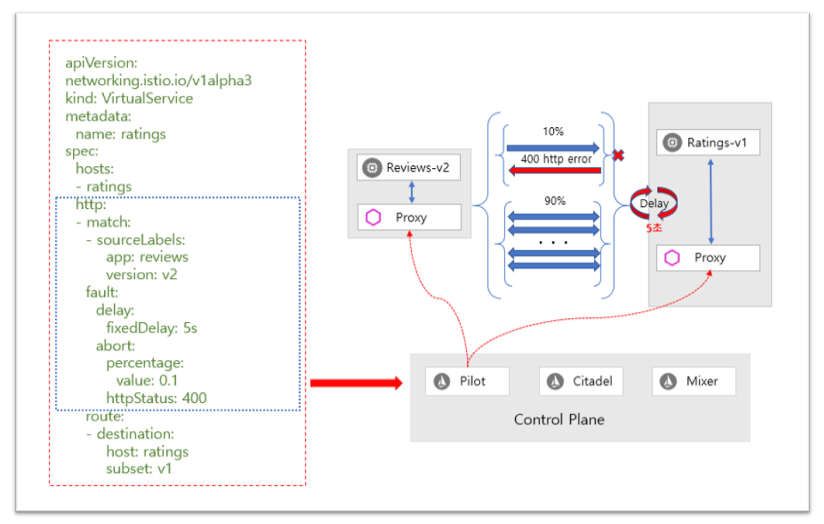 apiVersion:
networking.istio.io/v1alpha3
kind: VirtualService
metadata:
name: ratings
spec:
hosts:
- ratings
http:
- match:
- sourceLabels:
app: reviews
version: v2
fault:
delay:
fixedDelay: 5s
abort:
percentage:
value: 0.1
httpStatus: 400
route:
- destination:
host: ratings
subset: v1
Reviews-v2
Proxy
10%
400 http error
90%
. . .
Delay
5초
Ratings-v1
Proxy
Pilot
Citadel
Mixer
Control Plane